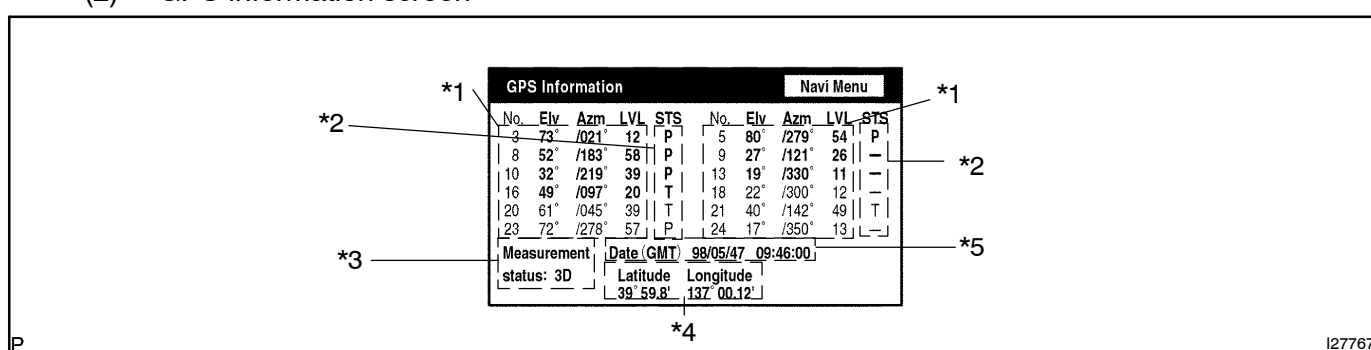 (2) GPS information screen
GPS Information Navi Menu
*1 *1
No. Elv Azm LVL STS No. Elv Azm LVL STS
*2
3 73° /021° 12 P 5 80° /279° 54 P
8 52° /183° 58 P 9 27° /121° 26 –
*2
10 32° /219° 39 P 13 19° /330° 11 –
16 49° /097° 20 T 18 22° /300° 12 –
20 61° /045° 39 T 21 40° /142° 49 T
23 72° /278° 57 P 24 17° /350° 13 –
*3 Measurement Date (GMT) 98/05/47 09:46:00 *5
status: 3D Latitude Longitude
39°59.8' 137°00.12'
*4
P I27767